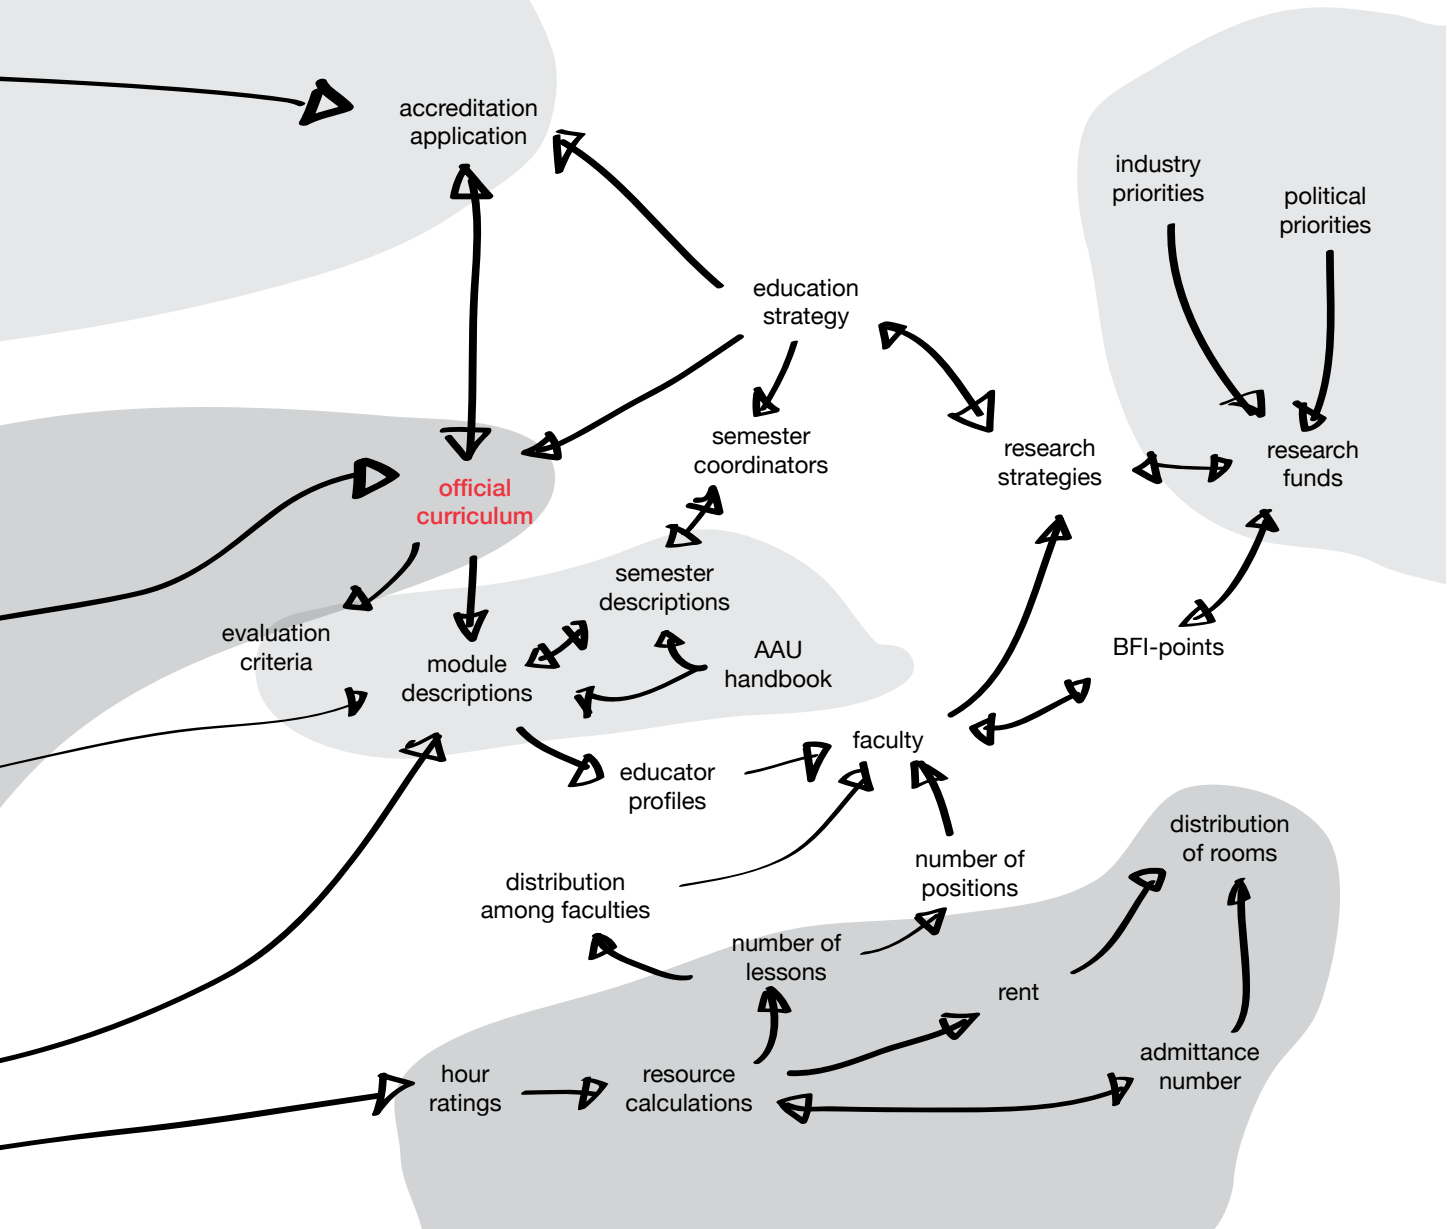 accreditation
application
industry
priorities
political
priorities
education
strategy
semester
coordinators
research
strategies
research
funds
official
curriculum
semester
descriptions
evaluation
criteria
module
descriptions
AAU
handbook
BFI-points
faculty
educator
profiles
distribution
of rooms
number of
positions
distribution
among faculties
number of
lessons
rent
admittance
number
hour
ratings
resource
calculations